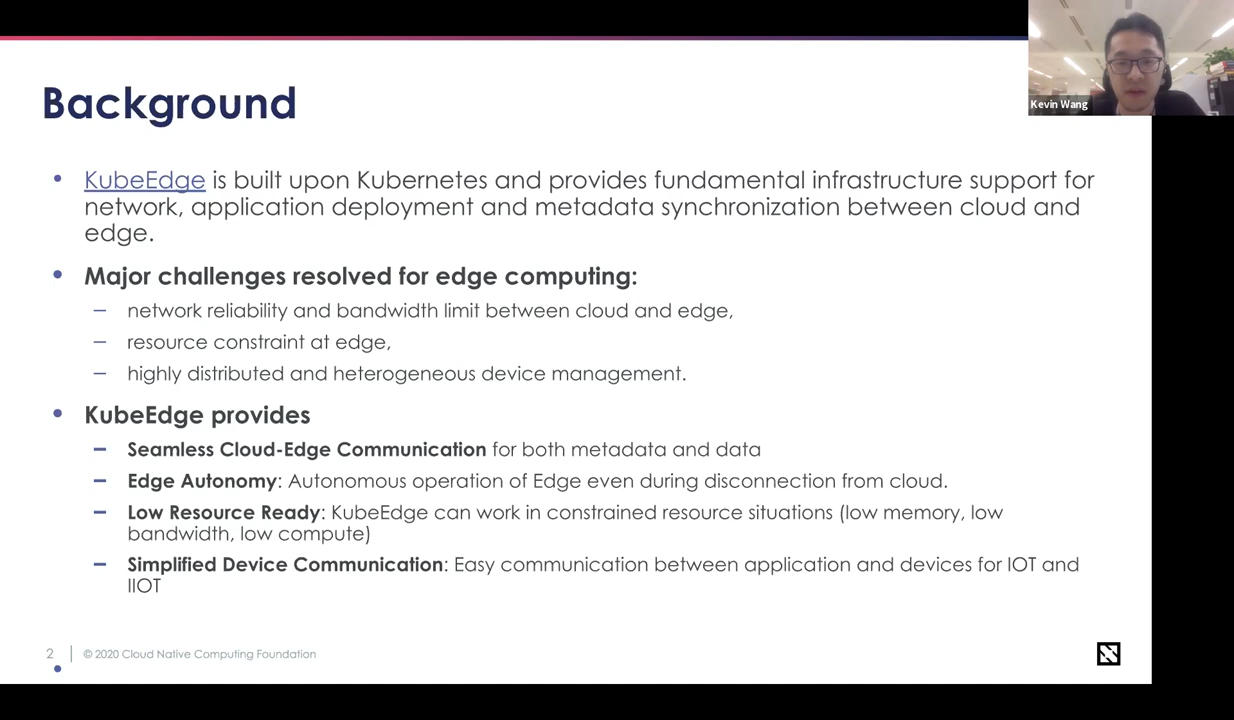 Kevin Wang
Background
• KubeEdge is built upon Kubernetes and provides fundamental infrastructure support for
network, application deployment and metadata synchronization between cloud and
edge.
• Major challenges resolved for edge computing:
– network reliability and bandwidth limit between cloud and edge,
– resource constraint at edge,
– highly distributed and heterogeneous device management.
• KubeEdge provides
– Seamless Cloud-Edge Communication for both metadata and data
– Edge Autonomy: Autonomous operation of Edge even during disconnection from cloud.
– Low Resource Ready: KubeEdge can work in constrained resource situations (low memory, low
bandwidth, low compute)
– Simplified Device Communication: Easy communication between application and devices for IOT and
IIOT
2 | © 2020 Cloud Native Computing Foundation